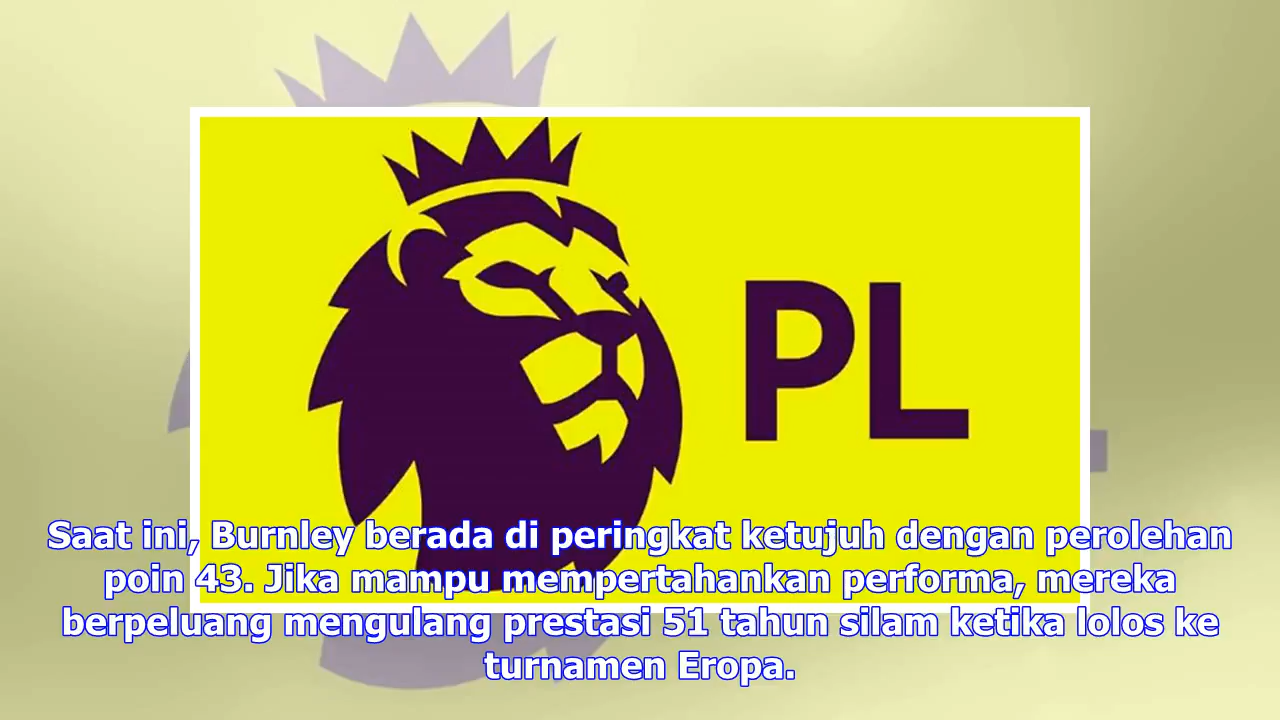 PL
Saat ini, Burnley berada di peringkat ketujuh dengan perolehan
poin 43. Jika mampu mempertahankan performa, mereka
berpeluang mengulang prestasi 51 tahun silam ketika lolos ke
turnamen Eropa.